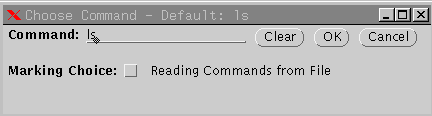 Choose Command - Default: ls
Command: ls Clear OK Cancel
Marking Choice: Reading Commands from File